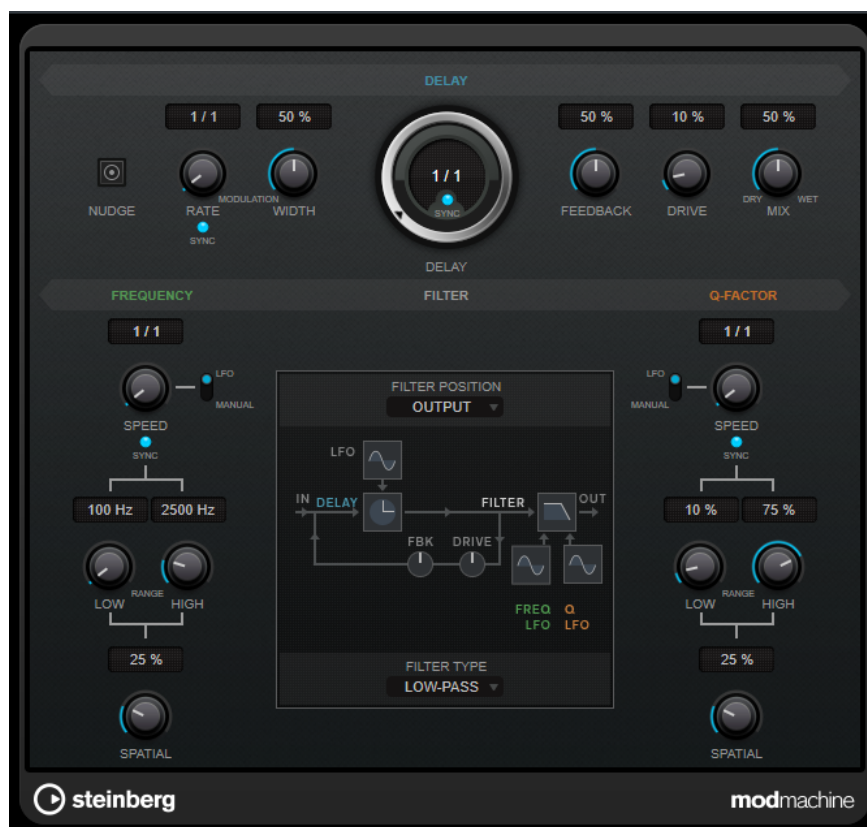 DELAY
1 / 1
50 %
50 %
10 %
50 %
1 / 1
SYNC
NUDGE
RATE
MODULATION
WIDTH
FEEDBACK
DRIVE
DRY
MIX
WET
SYNC
DELAY
FREQUENCY
FILTER
Q-FACTOR
1 / 1
LFO
MANUAL
SPEED
SYNC
100 Hz
2500 Hz
LOW
RANGE
HIGH
25 %
SPATIAL
FILTER POSITION
OUTPUT
LFO
IN
DELAY
FILTER
OUT
FBK
DRIVE
FREQ
LFO
Q
LFO
FILTER TYPE
LOW-PASS
1 / 1
LFO
MANUAL
SPEED
SYNC
10 %
75 %
LOW
RANGE
HIGH
25 %
SPATIAL
steinberg
modmachine